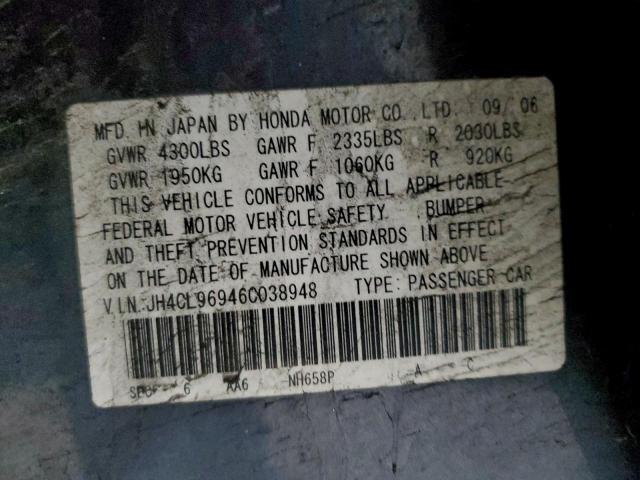 MFD. IN JAPAN BY HONDA MOTOR CO .,LTD. 09/06
GVWR 4300LBS GAWR F 2335LBS R 2030LBS
GVWR 1950KG GAWR F 1060KG R 920KG
THIS VEHICLE CONFORMS TO ALL APPLICABLE
FEDERAL MOTOR VEHICLE SAFETY, BUMPER
AND THEFT PREVENTION STANDARDS IN EFFECT
ON THE DATE OF MANUFACTURE SHOWN ABOVE
V.I.N.:JH4CL96946C038948 TYPE: PASSENGER CAR
6 AA6 NH658P A C